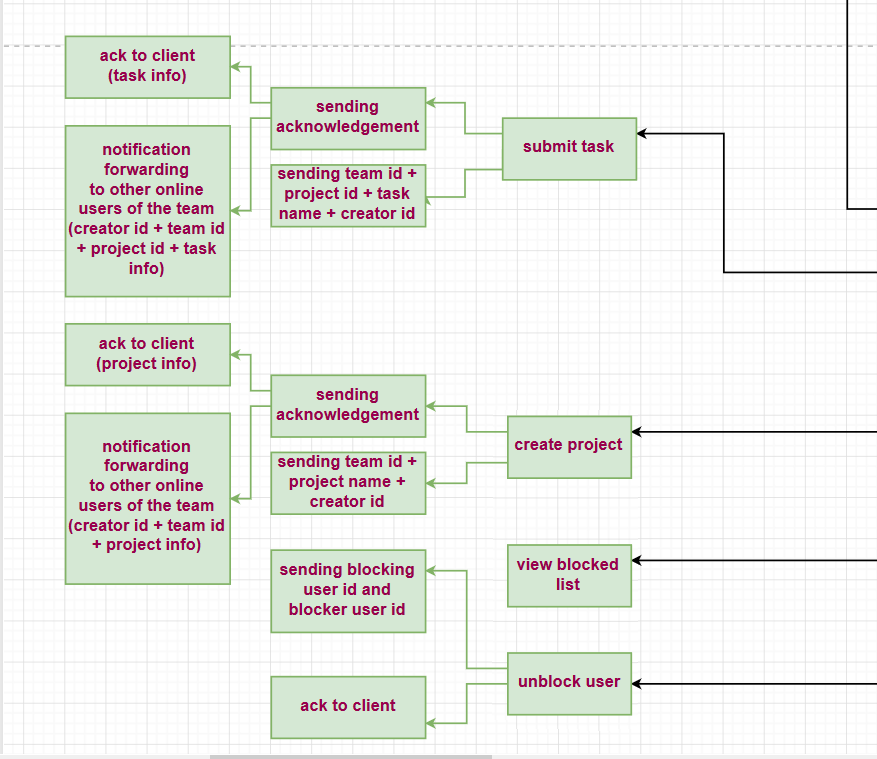 ack to client
(task info)
notification
forwarding
to other online
users of the team
(creator id + team id
+ project id + task
info)
sending
acknowledgement
sending team id +
project id + task
name + creator id
submit task
ack to client
(project info)
notification
forwarding
to other online
users of the team
(creator id + team id
+ project info)
sending
acknowledgement
sending team id +
project name +
creator id
create project
sending blocking
user id and
blocker user id
view blocked
list
ack to client
unblock user